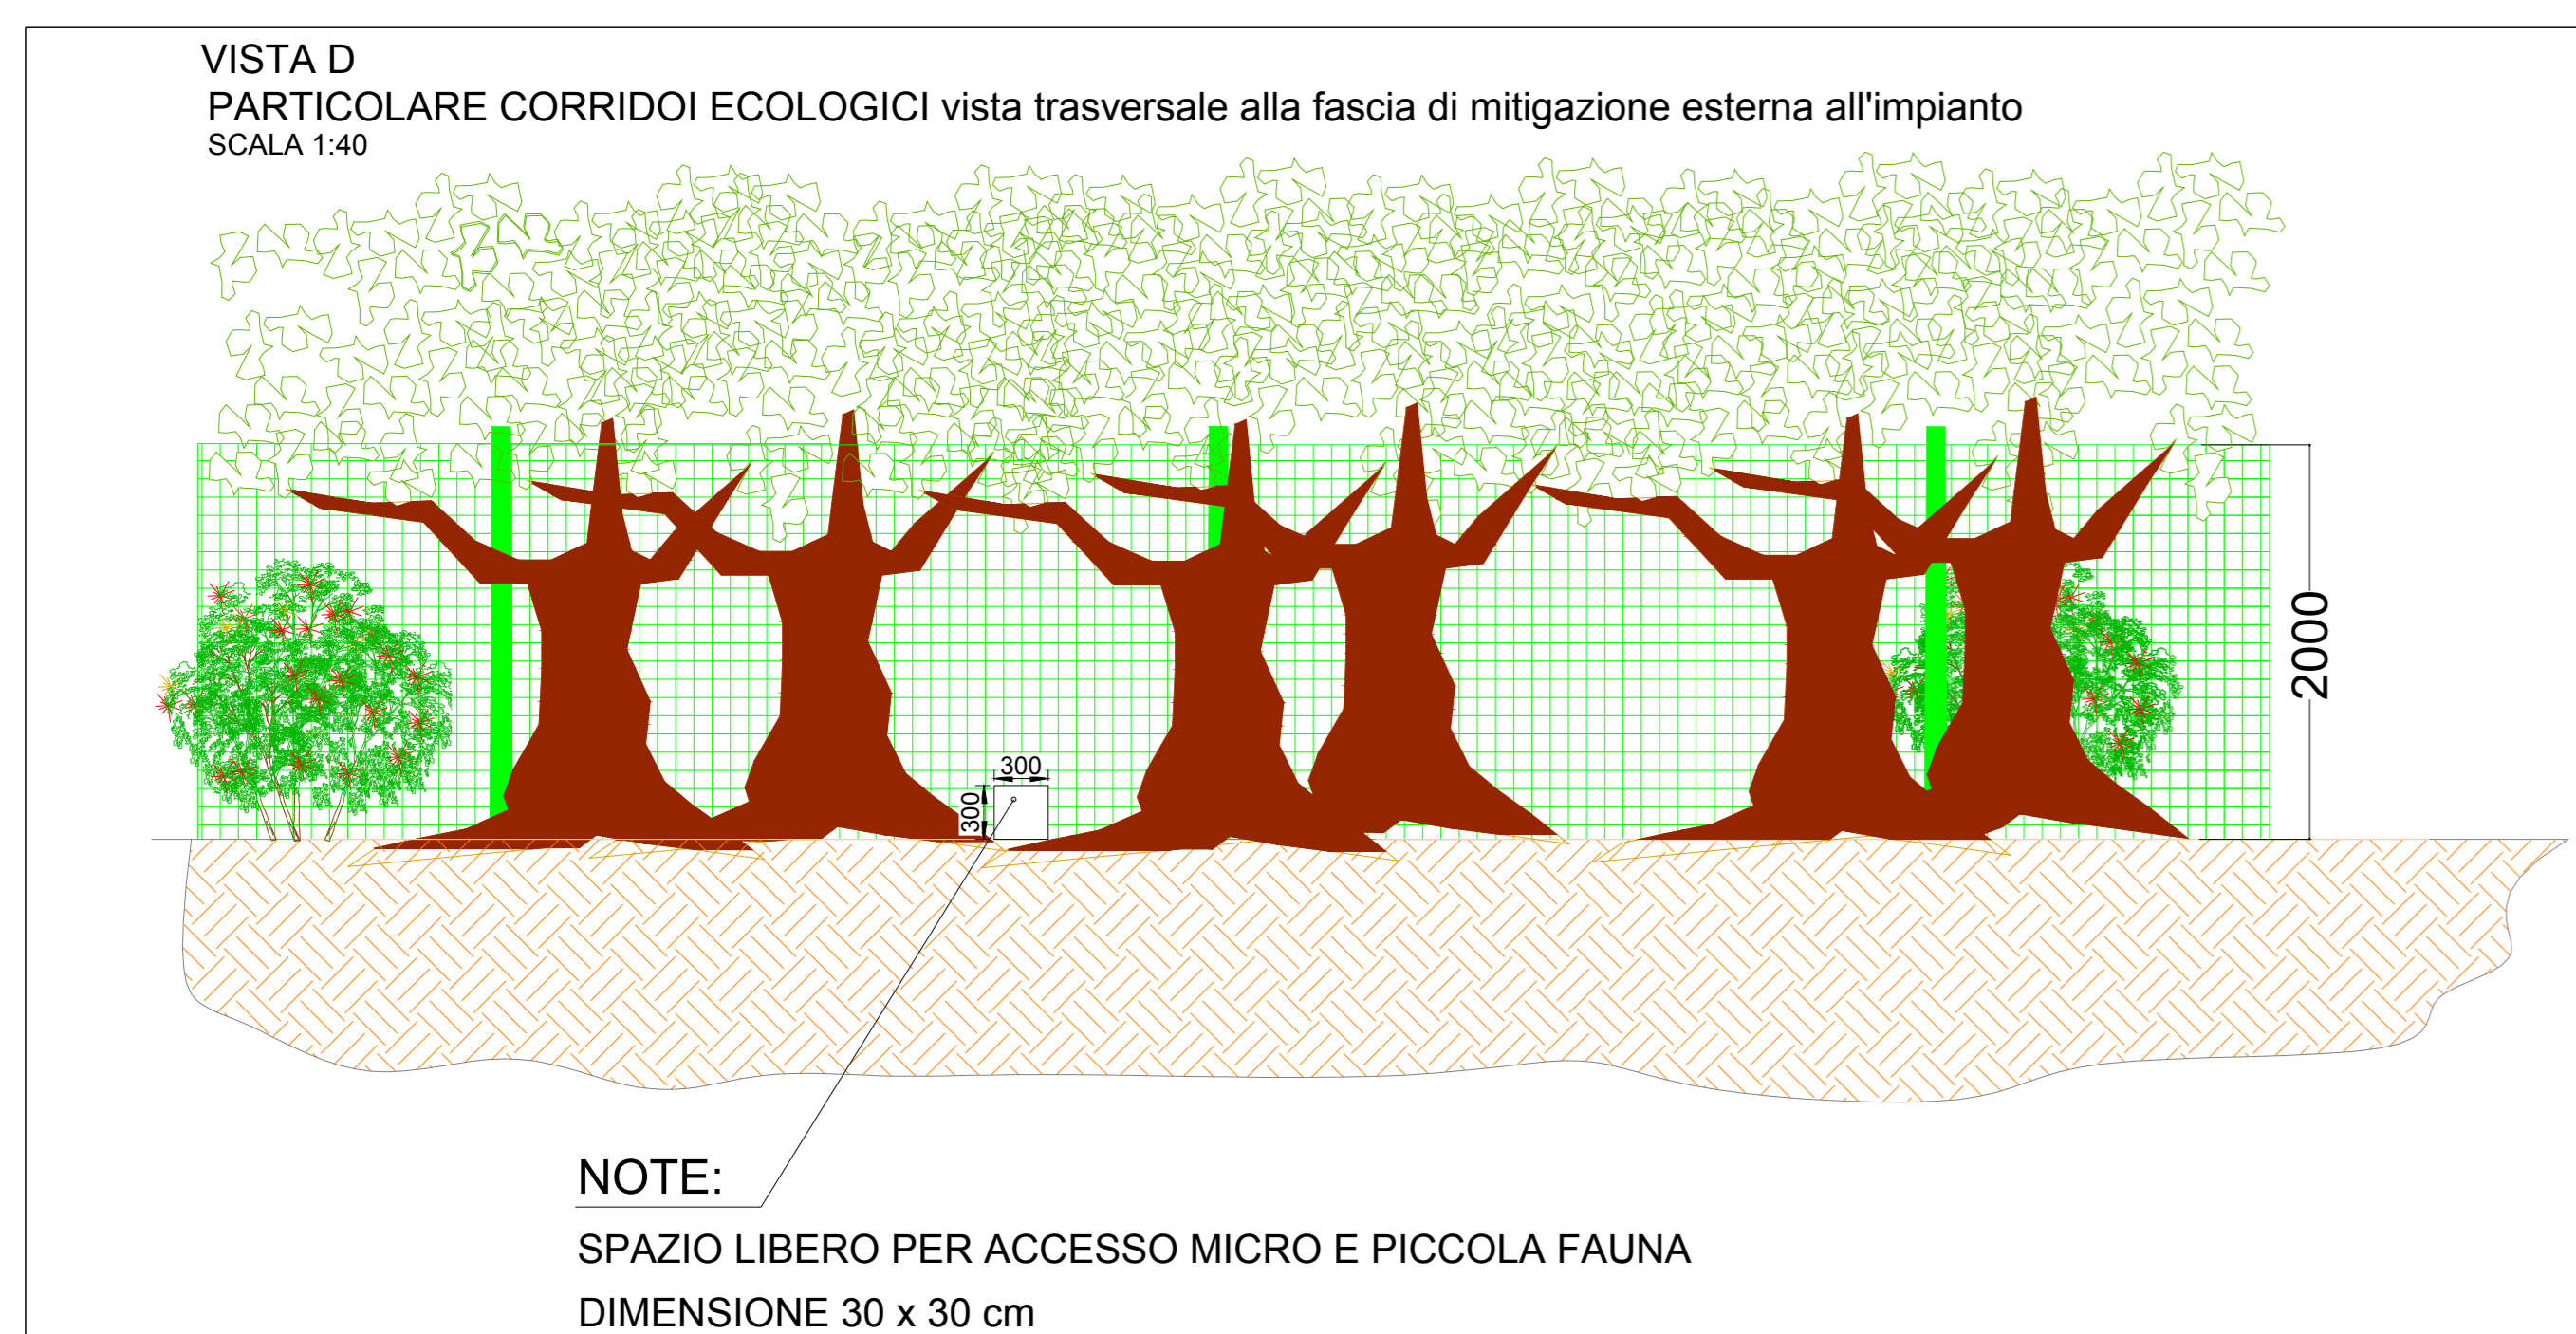 VISTA D
PARTICOLARE CORRIDOI ECOLOGICI vista trasversale alla fascia di mitigazione esterna all'impianto
SCALA 1:40
2000
300
300
NOTE:
SPAZIO LIBERO PER ACCESSO MICRO E PICCOLA FAUNA
DIMENSIONE 30 x 30 cm